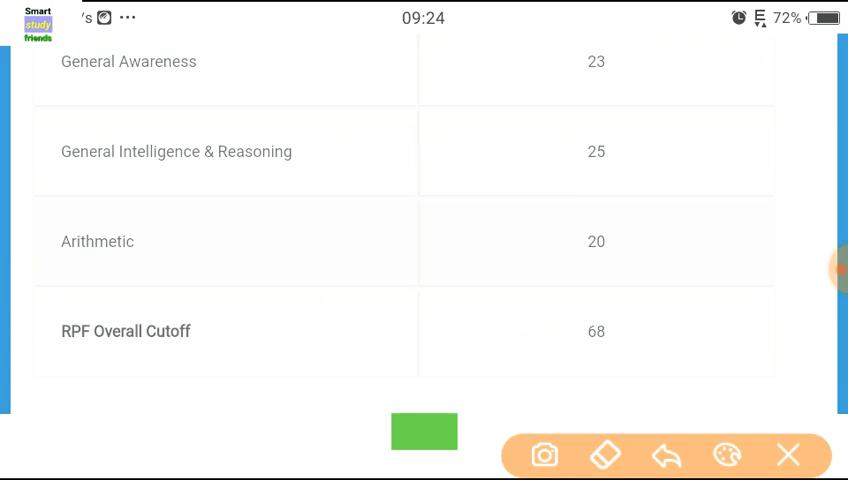 Smart
study
friends
's ...
09:24
E 72%
General Awareness 23
General Intelligence & Reasoning 25
Arithmetic 20
RPF Overall Cutoff 68